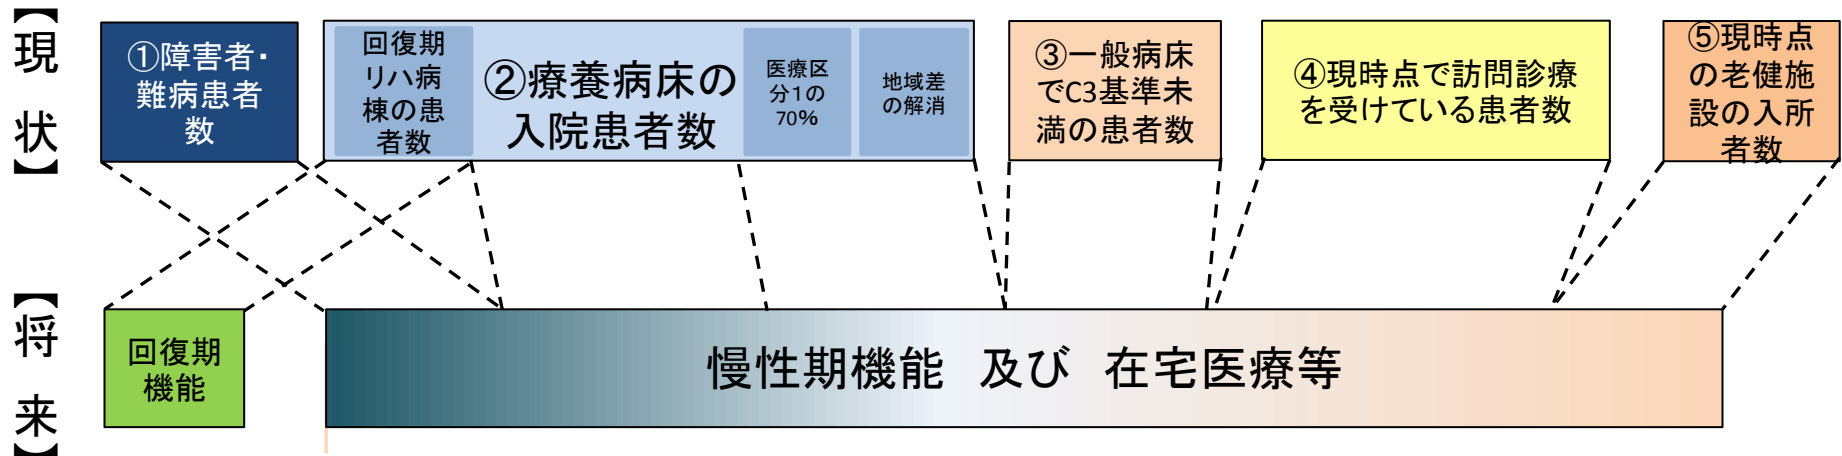 【現状】
①障害者・
難病患者
数
回復期
リハ病
棟の患
者数
②療養病床の
入院患者数
医療区
分1の
70%
地域差
の解消
③一般病床
でC3基準未
満の患者数
④現時点で訪問診療
を受けている患者数
⑤現時点
の老健施
設の入所
者数
【将来】
回復期
機能
慢性期機能 及び 在宅医療等